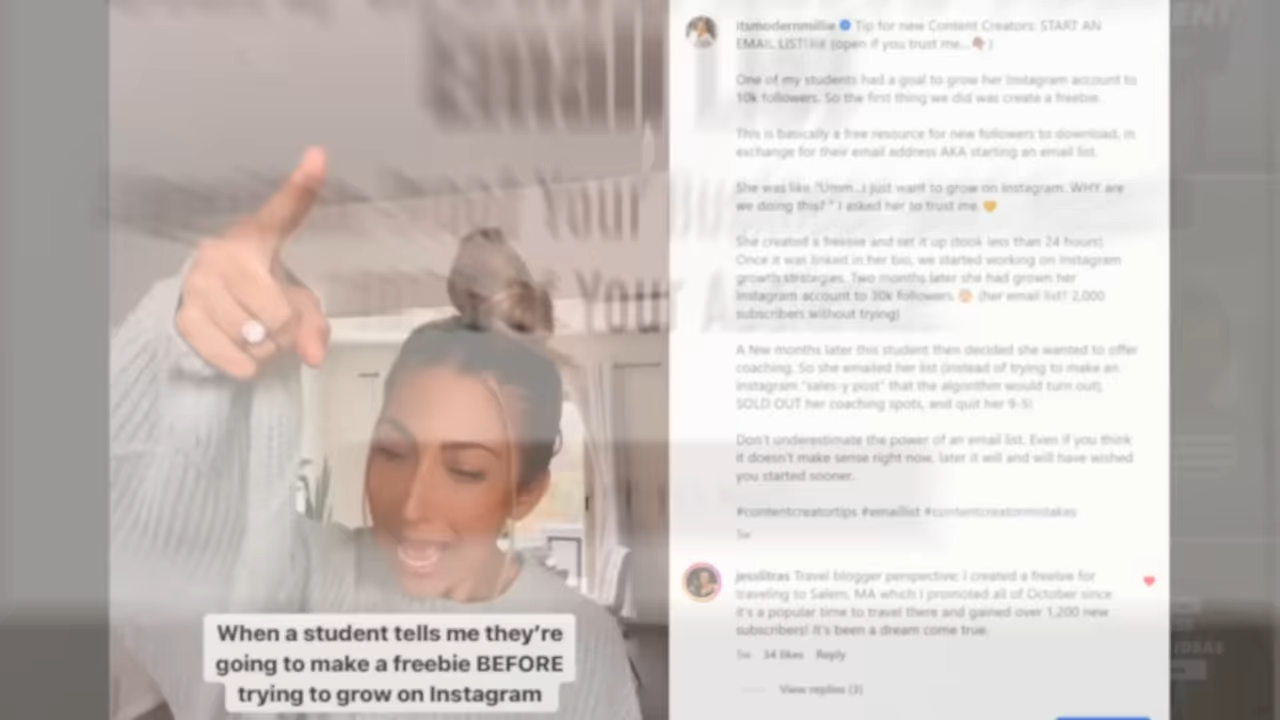 Email List
Your
of Your A
When a student tells me they're
going to make a freebie BEFORE
trying to grow on Instagram
itsmodernmillie Tip for new Content Creators: START AN
EMAIL LIST! (open if you trust me...
One of my students had a goal to grow her Instagram account to
10k followers. So the first thing we did was create a freebie.
This is basically a free resource for new followers to download, in
exchange for their email address AKA starting an email list.
She was like "Umm...I just want to grow on Instagram. WHY are
we doing this?" I asked her to trust me.
She created a freebie and set it up (took less than 24 hours)
Once it was linked in her bio, we started working on Instagram
growth strategies. Two months later she had grown her
Instagram account to 30k followers. (her email list? 2,000
subscribers without trying)
A few months later this student then decided she wanted to offer
coaching. So she emailed her list (instead of trying to make an
Instagram "sales-y post" that the algorithm would turn out)
SOLD OUT her coaching spots, and quit her 9-5!
Don't underestimate the power of an email list. Even if you think
it doesn't make sense right now, later it will and will have wished
you started sooner.
#contentcreatortips #emaillist #contentcreatormistakes
5w
jesslitras Travel blogger perspective: I created a freebie for
traveling to Salem, MA which I promoted all of October since
it's a popular time to travel there and gained over 1,200 new
subscribers! It's been a dream come true.
5w 34 likes Reply
View replies (3)
IDEAS